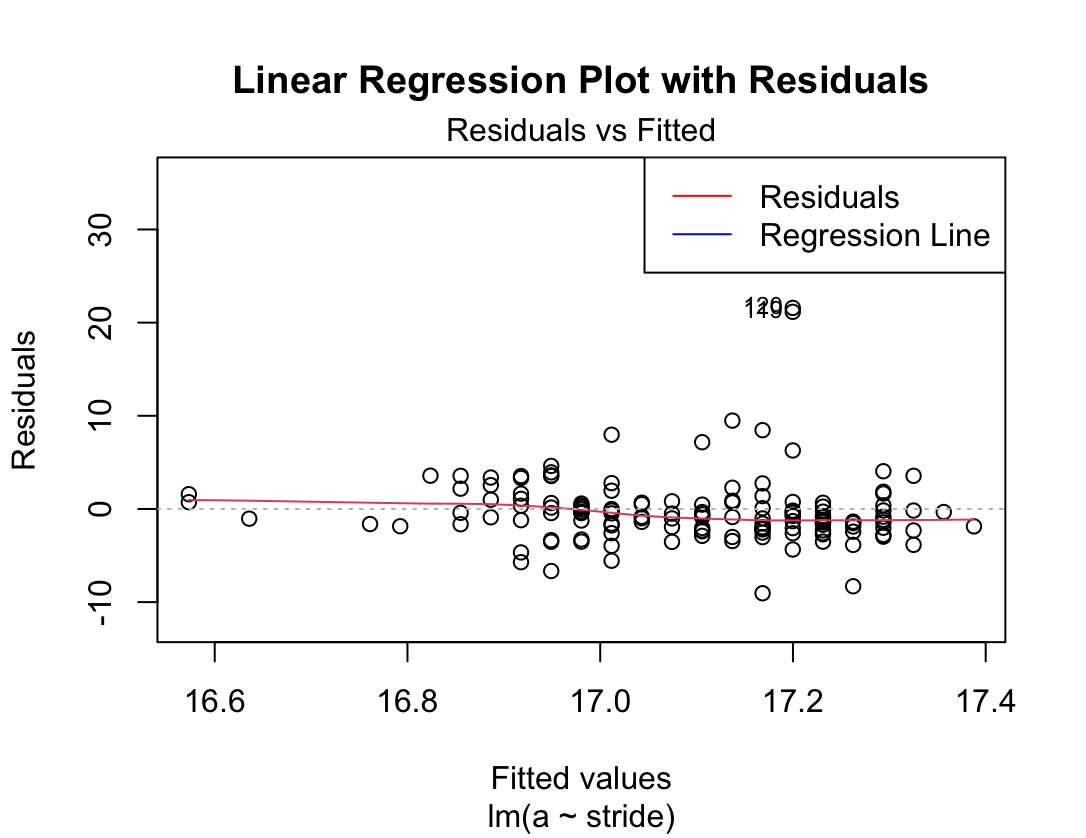 Linear Regression Plot with Residuals
Residuals vs Fitted
Residuals
Regression Line
30
20
10
0
-10
Residuals
120
16.6 16.8 17.0 17.2 17.4
Fitted values
lm(a ~ stride)